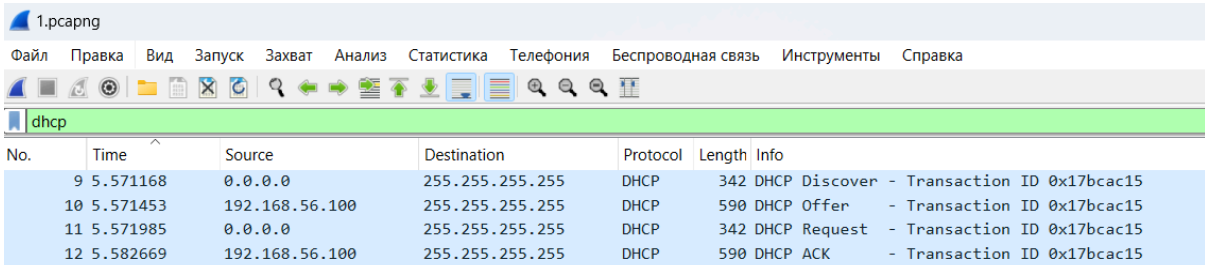 1.pcapng
Файл Правка Вид Запуск Захват Анализ Статистика Телефония Беспроводная связь Инструменты Справка
dhcp
No. Time Source Destination Protocol Length Info
9 5.571168 0.0.0.0 255.255.255.255 DHCP 342 DHCP Discover - Transaction ID 0x17bcac15
10 5.571453 192.168.56.100 255.255.255.255 DHCP 590 DHCP Offer - Transaction ID 0x17bcac15
11 5.571985 0.0.0.0 255.255.255.255 DHCP 342 DHCP Request - Transaction ID 0x17bcac15
12 5.582669 192.168.56.100 255.255.255.255 DHCP 590 DHCP ACK - Transaction ID 0x17bcac15